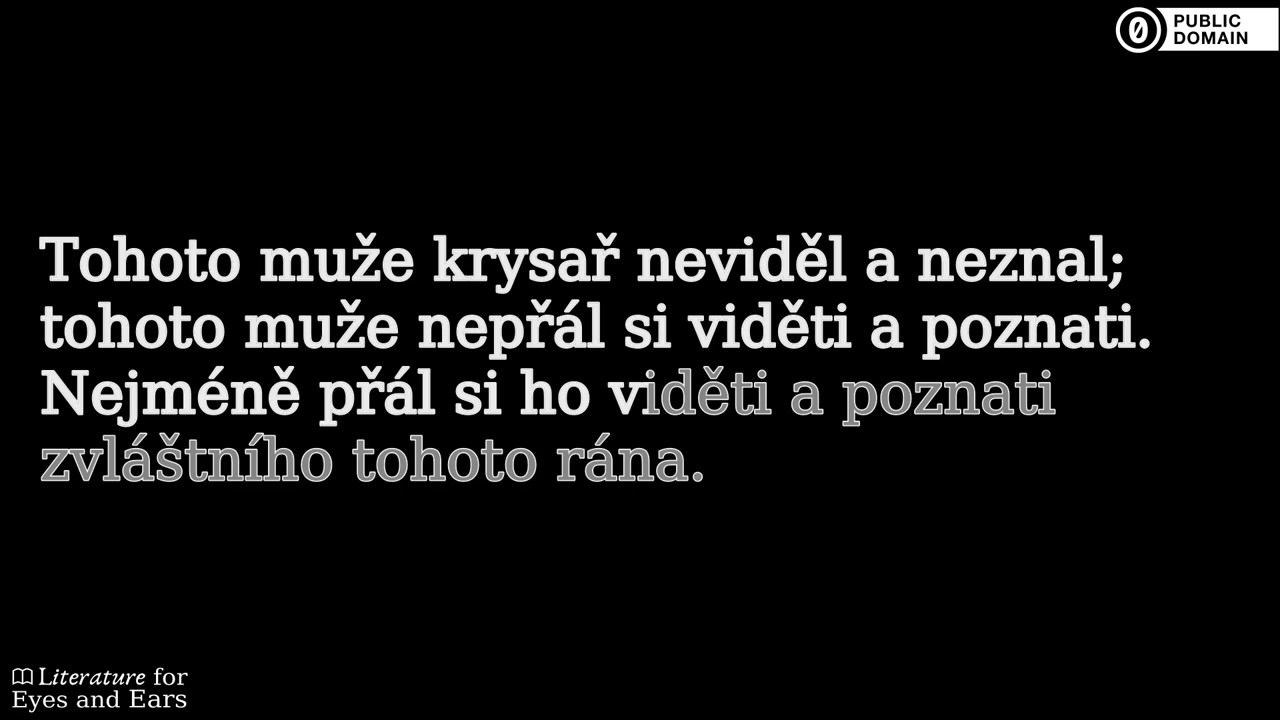 PUBLIC
DOMAIN
Tohoto muže krysař neviděl a neznal;
tohoto muže nepřál si viděti a poznati.
Nejméně přál si ho viděti a poznati
zvláštního tohoto rána.
Literature for
Eyes and Ears